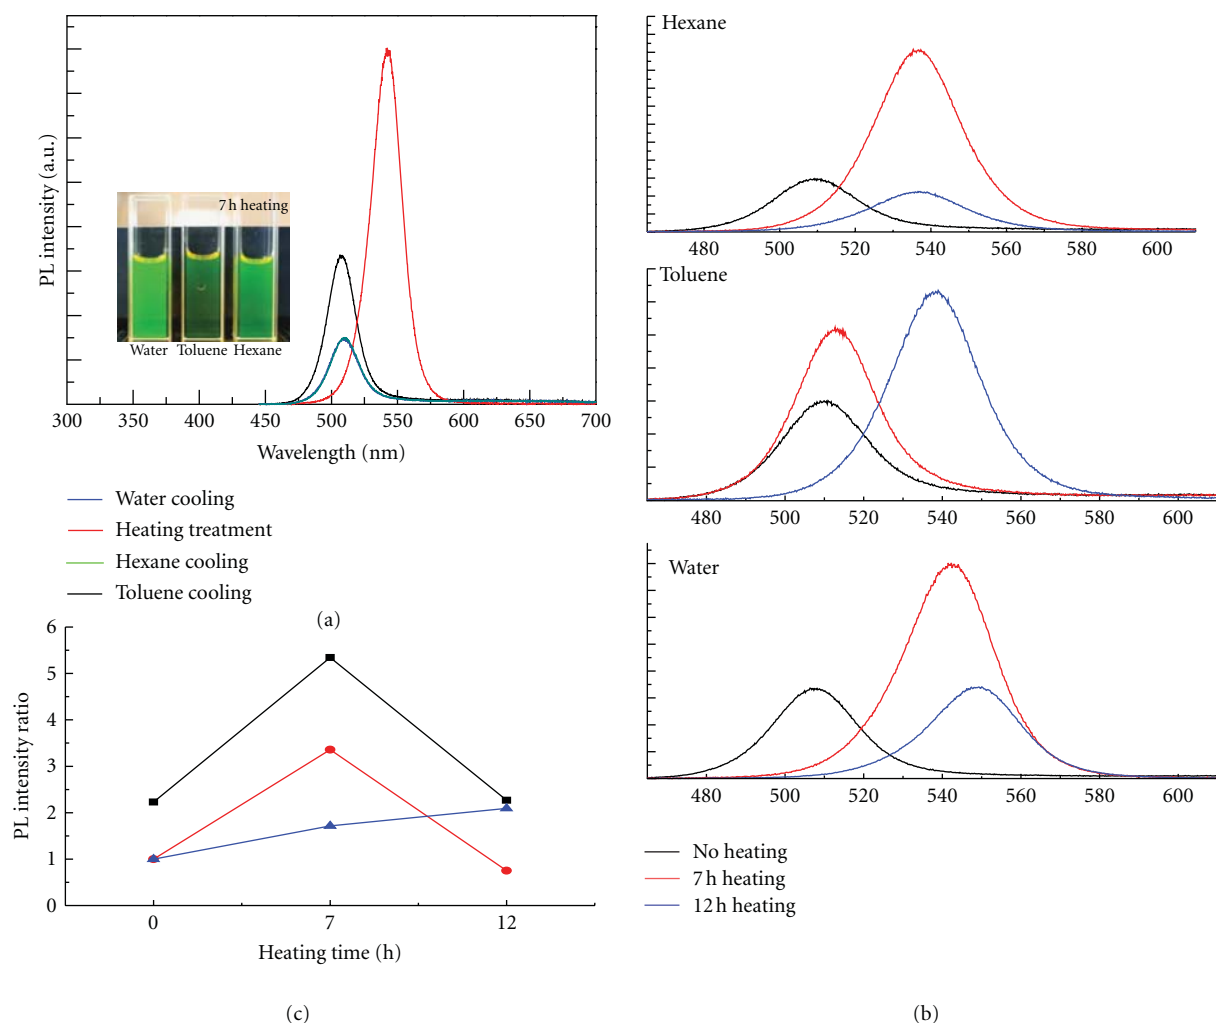 PL intensity (a.u.)
7 h heating
Water Toluene Hexane
300 350 400 450 500 550 600 650 700
Wavelength (nm)
Water cooling
Heating treatment
Hexane cooling
Toluene cooling
(a)
Hexane
480 500 520 540 560 580 600
Toluene
480 500 520 540 560 580 600
Water
480 500 520 540 560 580 600
No heating
7 h heating
12 h heating
(b)
PL intensity ratio
6
5
4
3
2
1
0
0 7 12
Heating time (h)
(c)